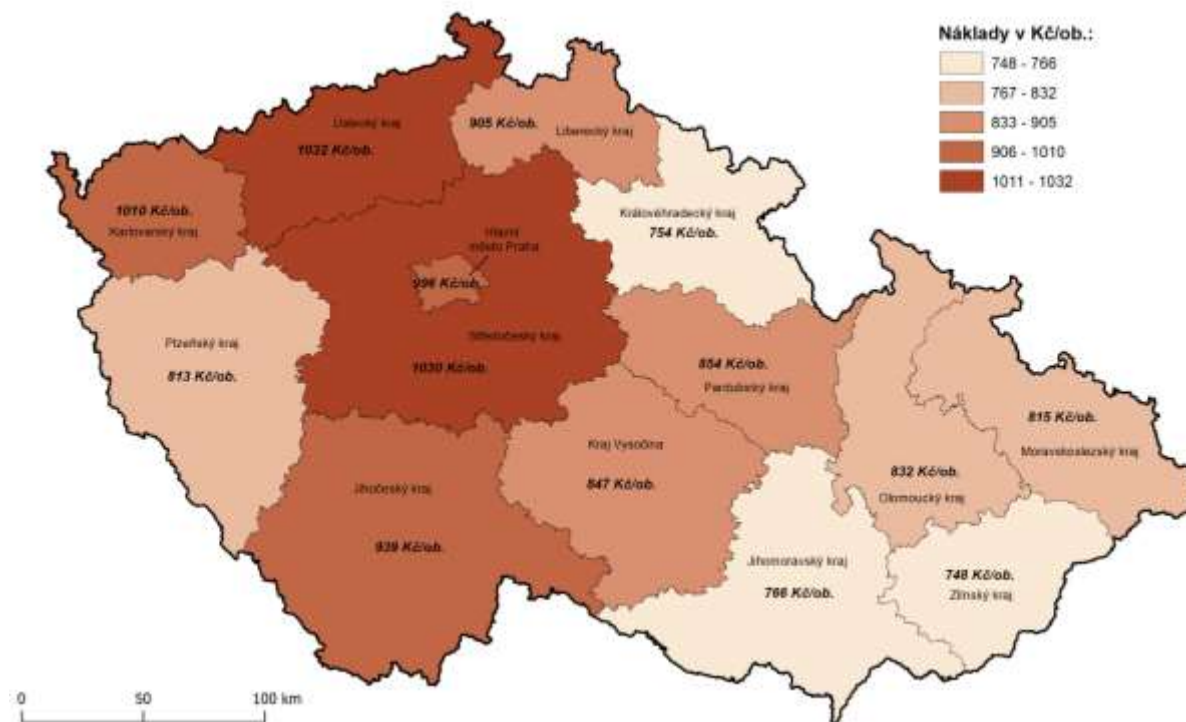 Náklady v Kč/ob.:
748 - 766
767 - 832
833 - 905
906 - 1010
1011 - 1032
Ústecký kraj
1032 Kč/ob.
905 Kč/ob.
Liberecký kraj
1010 Kč/ob.
Karlovarský kraj
Královéhradecký kraj
754 Kč/ob.
Hlavní
město Praha
996 Kč/ob.
Středočeský kraj
1030 Kč/ob.
Plzeňský kraj
813 Kč/ob.
854 Kč/ob.
Pardubický kraj
815 Kč/ob.
Moravskoslezský kraj
Kraj Vysočina
847 Kč/ob.
832 Kč/ob.
Olomoucký kraj
Jihočeský kraj
939 Kč/ob.
Jihomoravský kraj
766 Kč/ob.
748 Kč/ob.
Zlínský kraj
0 50 100 km